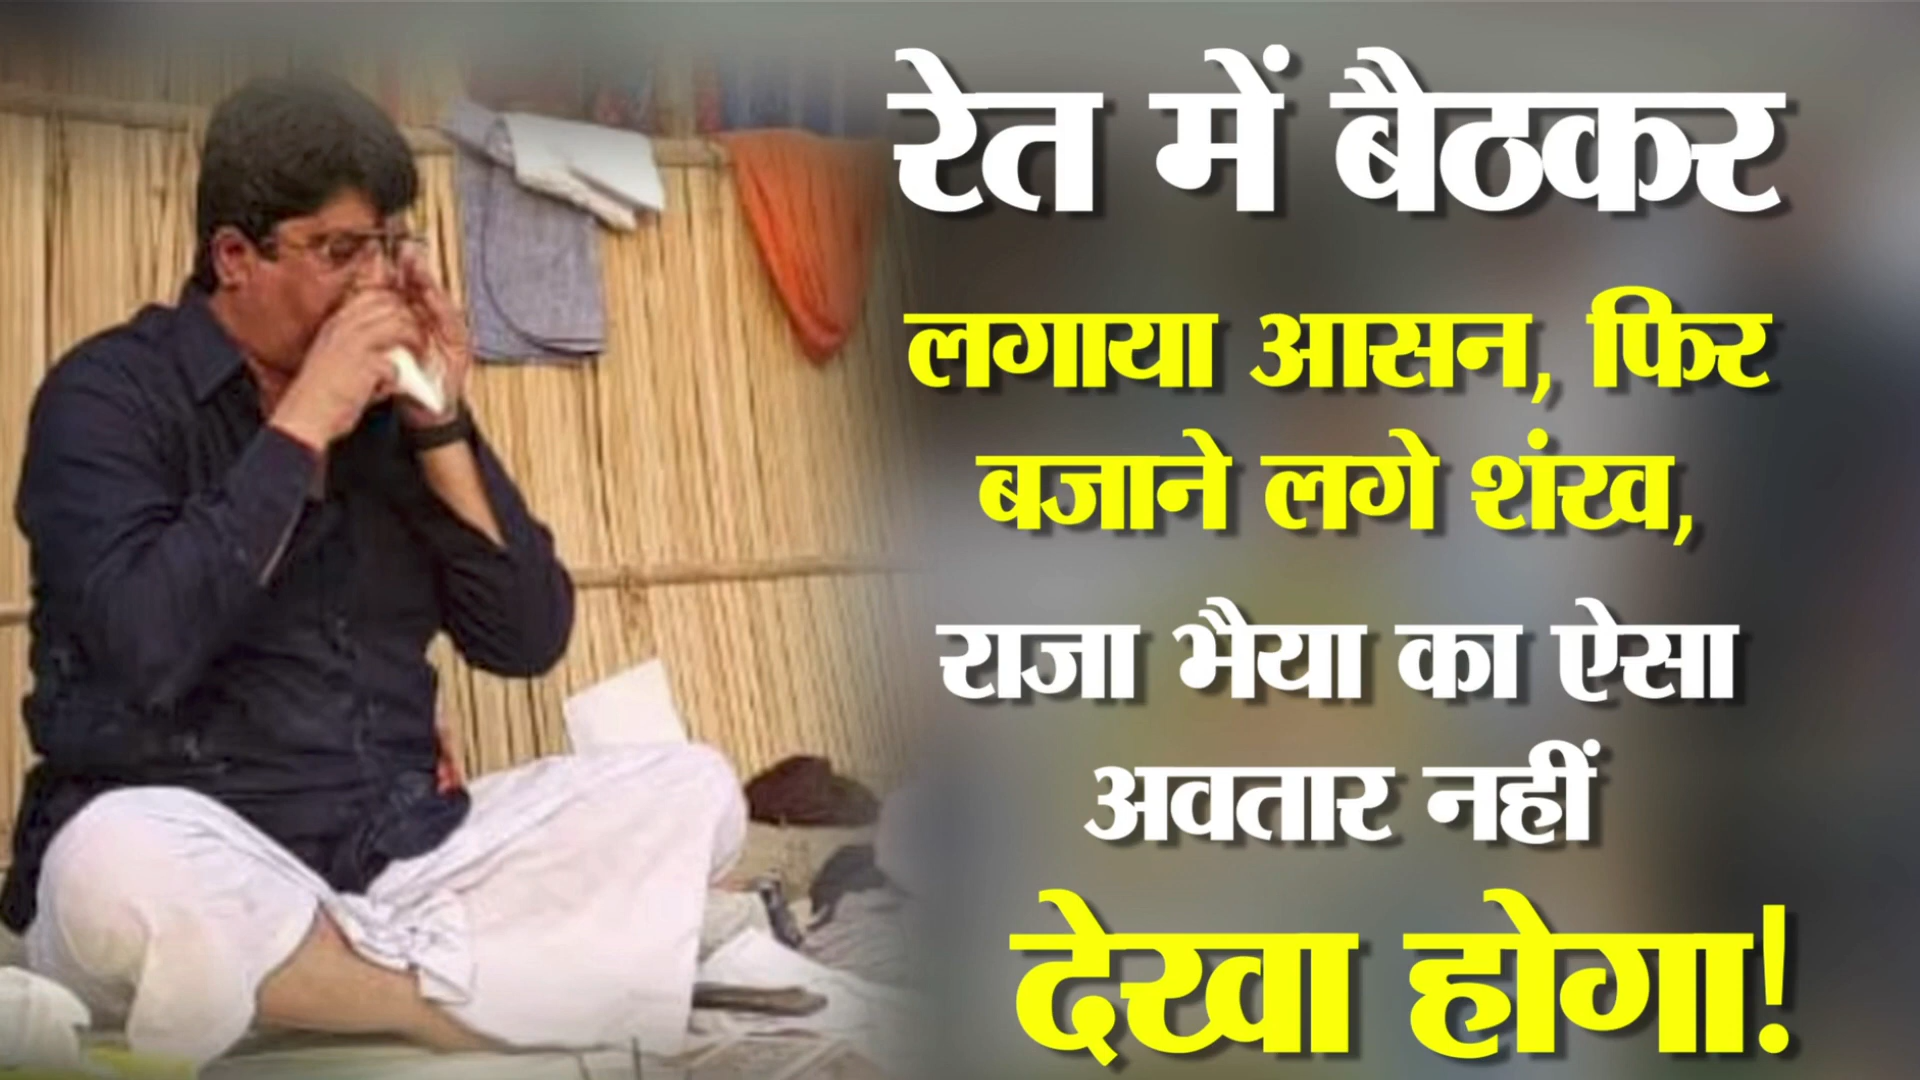 रेत में बैठकर
लगाया आसन, फिर
बजाने लगे शंख,
राजा भैया का ऐसा
अवतार नहीं
देखा होगा!